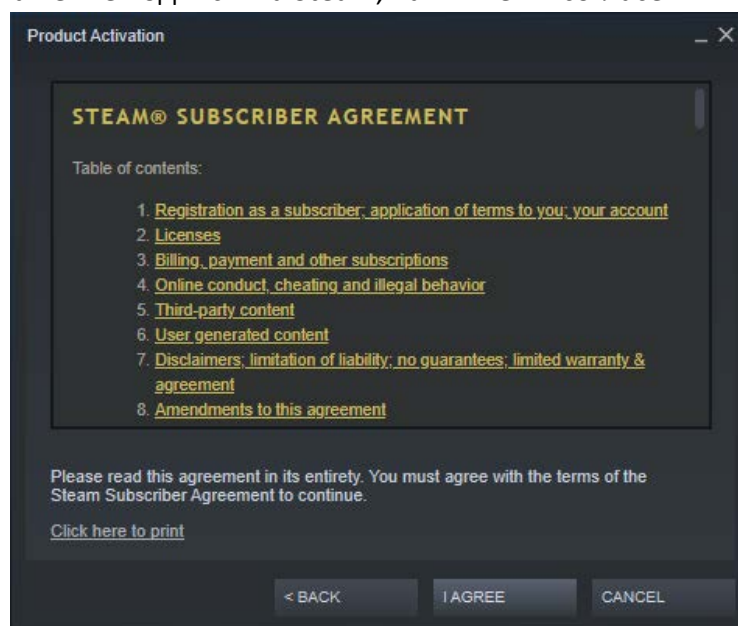 Product Activation
STEAM® SUBSCRIBER AGREEMENT
Table of contents:
1. Registration as a subscriber; application of terms to you; your account
2. Licenses
3. Billing, payment and other subscriptions
4. Online conduct, cheating and illegal behavior
5. Third-party content
6. User generated content
7. Disclaimers; limitation of liability; no guarantees; limited warranty &
agreement
8. Amendments to this agreement
Please read this agreement in its entirety. You must agree with the terms of the
Steam Subscriber Agreement to continue.
Click here to print
< BACK
I AGREE
CANCEL